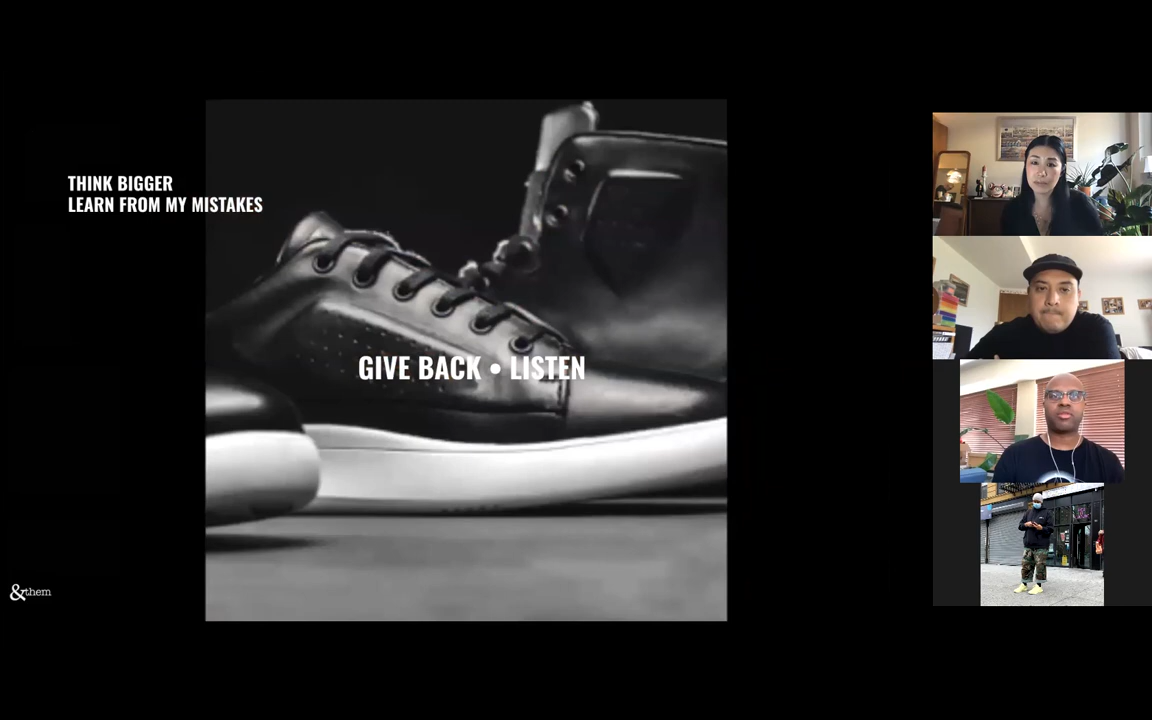 THINK BIGGER
LEARN FROM MY MISTAKES
GIVE BACK • LISTEN
&them